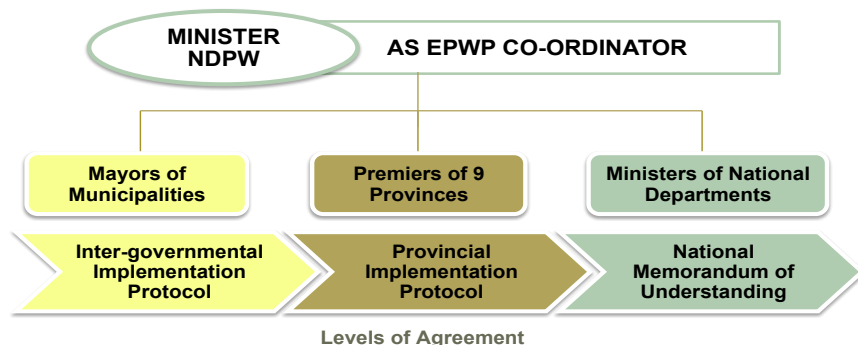 MINISTER
NDPW
AS EPWP CO-ORDINATOR
Mayors of
Municipalities
Premiers of 9
Provinces
Ministers of National
Departments
Inter-governmental
Implementation
Protocol
Provincial
Implementation
Protocol
National
Memorandum of
Understanding
Levels of Agreement